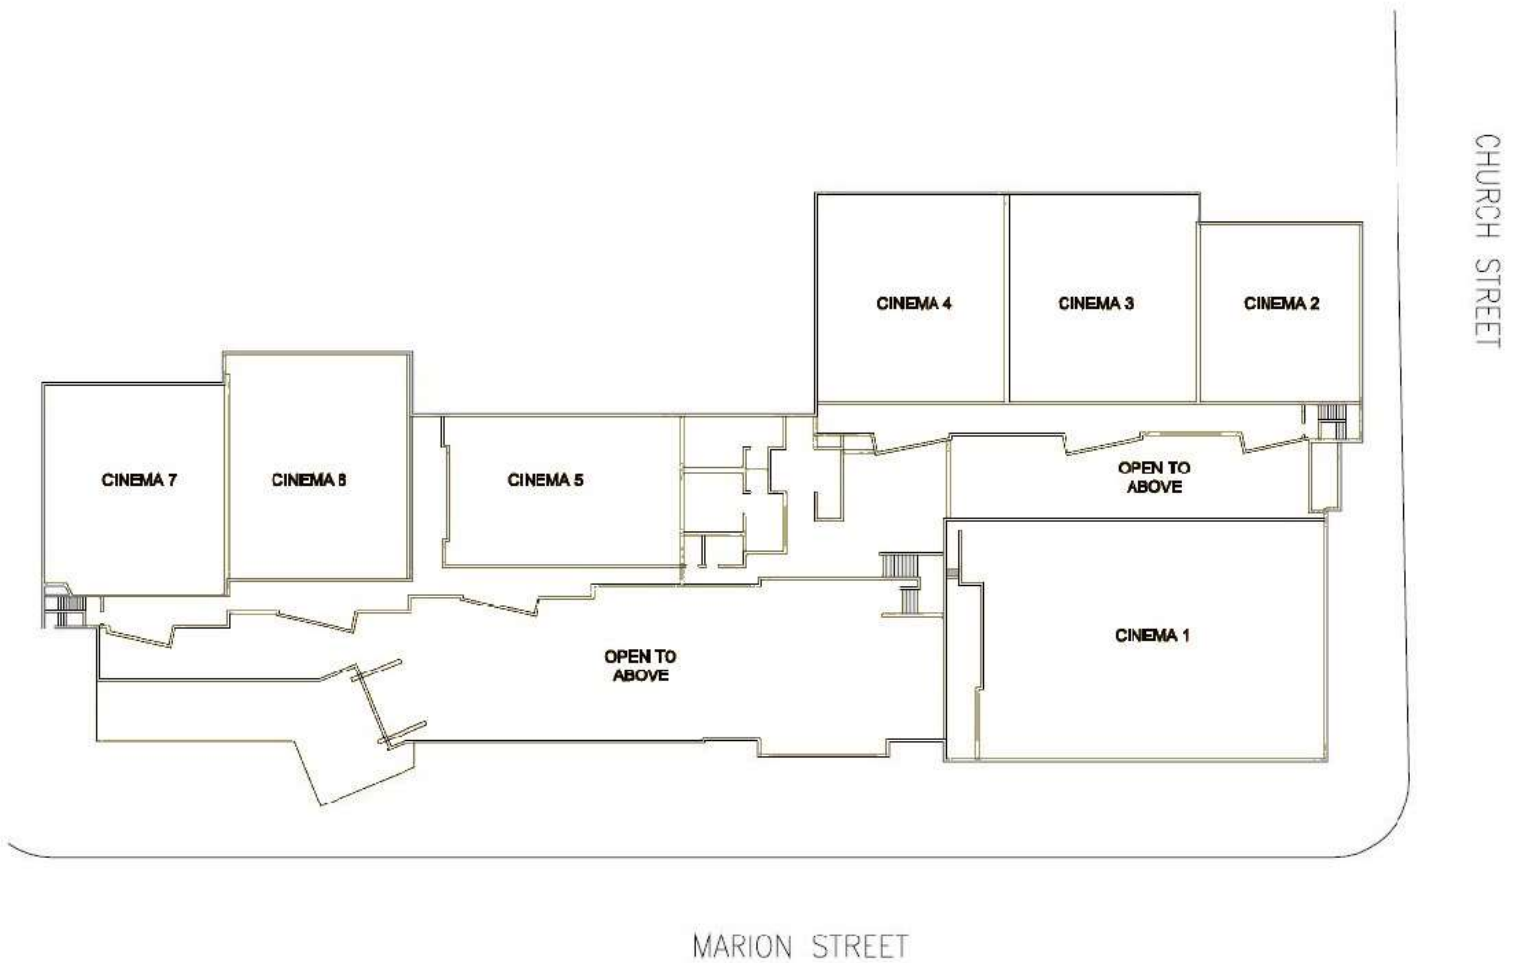 CHURCH STREET
CINEMA 4
CINEMA 3
CINEMA 2
CINEMA 7
CINEMA 6
CINEMA 5
OPEN TO
ABOVE
CINEMA 1
OPEN TO
ABOVE
MARION STREET